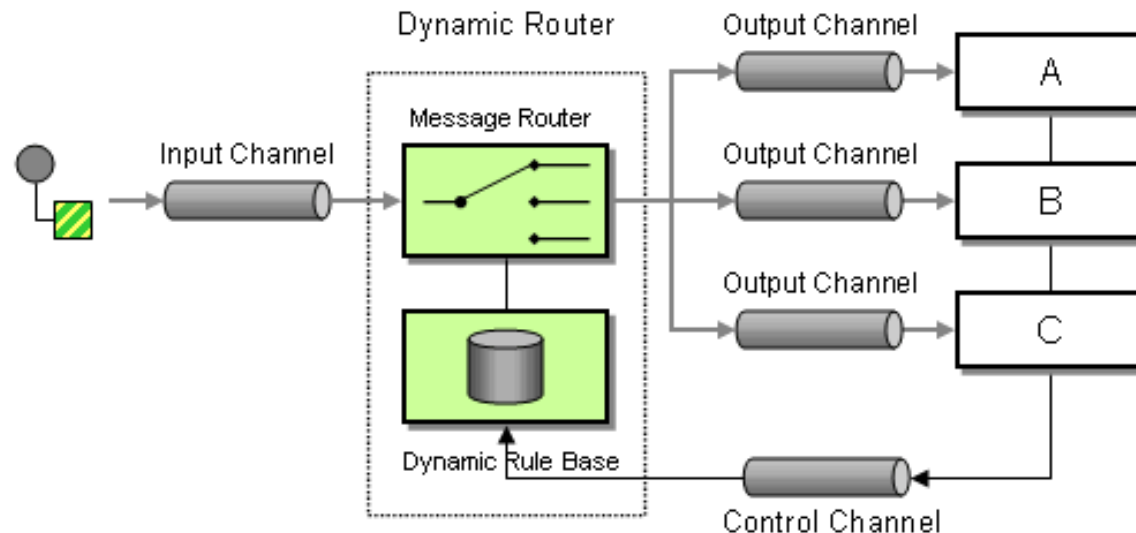 Dynamic Router
Output Channel
A
Message Router
Input Channel
Output Channel
B
Output Channel
C
Dynamic Rule Base
Control Channel